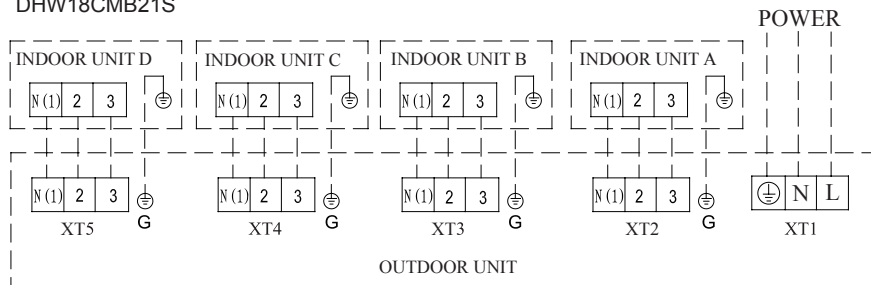 DHW18CMB21S
POWER
INDOOR UNIT D INDOOR UNIT C INDOOR UNIT B INDOOR UNIT A
N(1) 2 3 N(1) 2 3 N(1) 2 3 N(1) 2 3
N(1) 2 3 N(1) 2 3 N(1) 2 3 N(1) 2 3 N L
G G G G
XT5 XT4 XT3 XT2 XT1
OUTDOOR UNIT